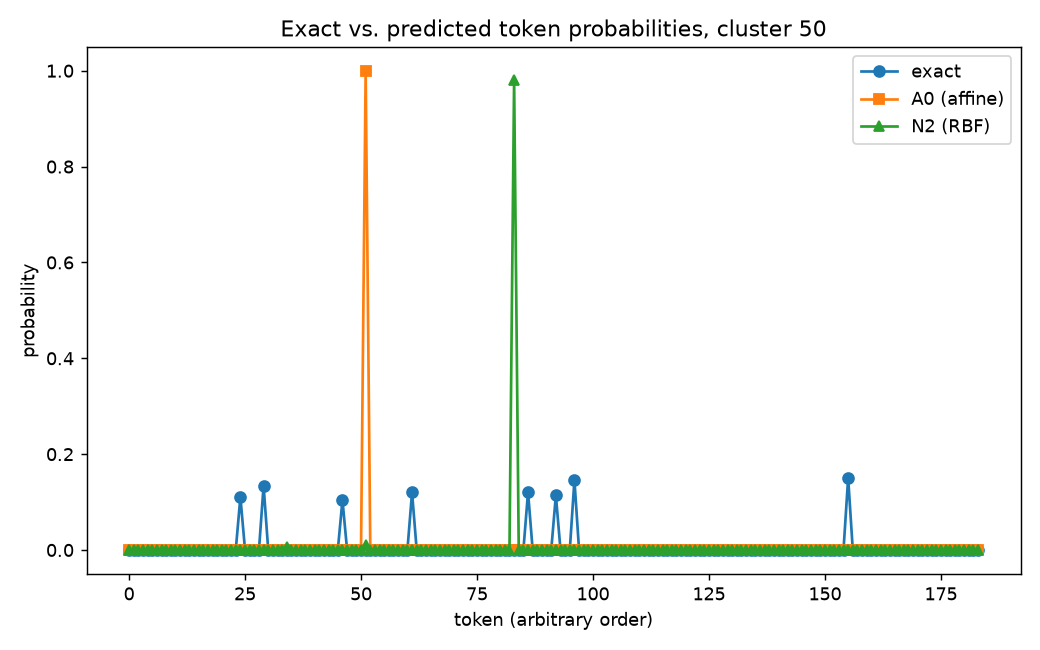 Exact vs. predicted token probabilities, cluster 50
exact
A0 (affine)
N2 (RBF)
1.0
0.8
0.6
0.4
0.2
0.0
probability
0 25 50 75 100 125 150 175
token (arbitrary order)